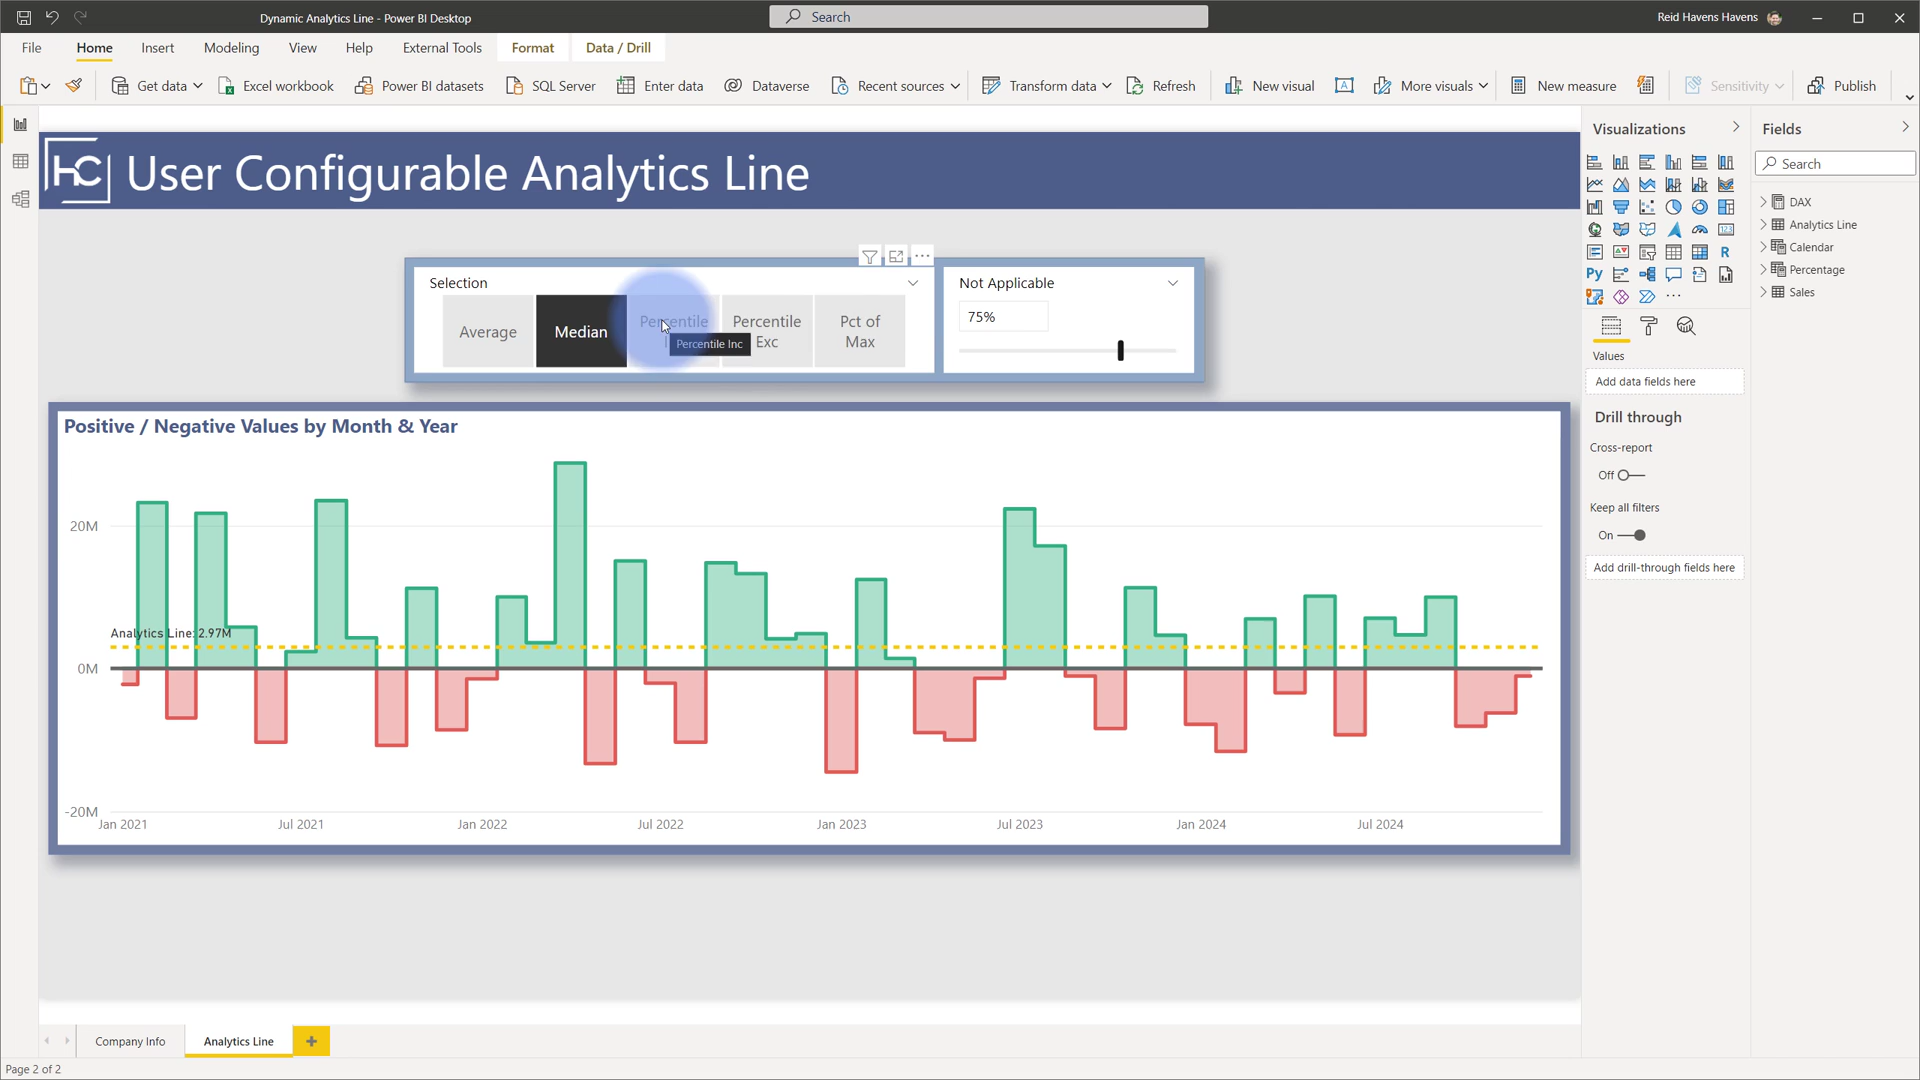 Dynamic Analytics Line - Power BI Desktop
Search
Reid Havens Havens
File
Home
Insert
Modeling
View
Help
External Tools
Format
Data / Drill
Get data
Excel workbook
Power BI datasets
SQL Server
Enter data
Dataverse
Recent sources
Transform data
Refresh
New visual
More visuals
New measure
Sensitivity
Publish
HC
User Configurable Analytics Line
Selection
Average
Median
Percentile
Percentile Inc
Percentile
Exc
Pct of
Max
Not Applicable
75%
Positive / Negative Values by Month & Year
20M
Analytics Line: 2.97M
0M
-20M
Jan 2021
Jul 2021
Jan 2022
Jul 2022
Jan 2023
Jul 2023
Jan 2024
Jul 2024
Visualizations
R
Py
123
Values
Add data fields here
Drill through
Cross-report
Off
Keep all filters
On
Add drill-through fields here
Fields
Search
DAX
Analytics Line
Calendar
Percentage
Sales
Company Info
Analytics Line
Page 2 of 2